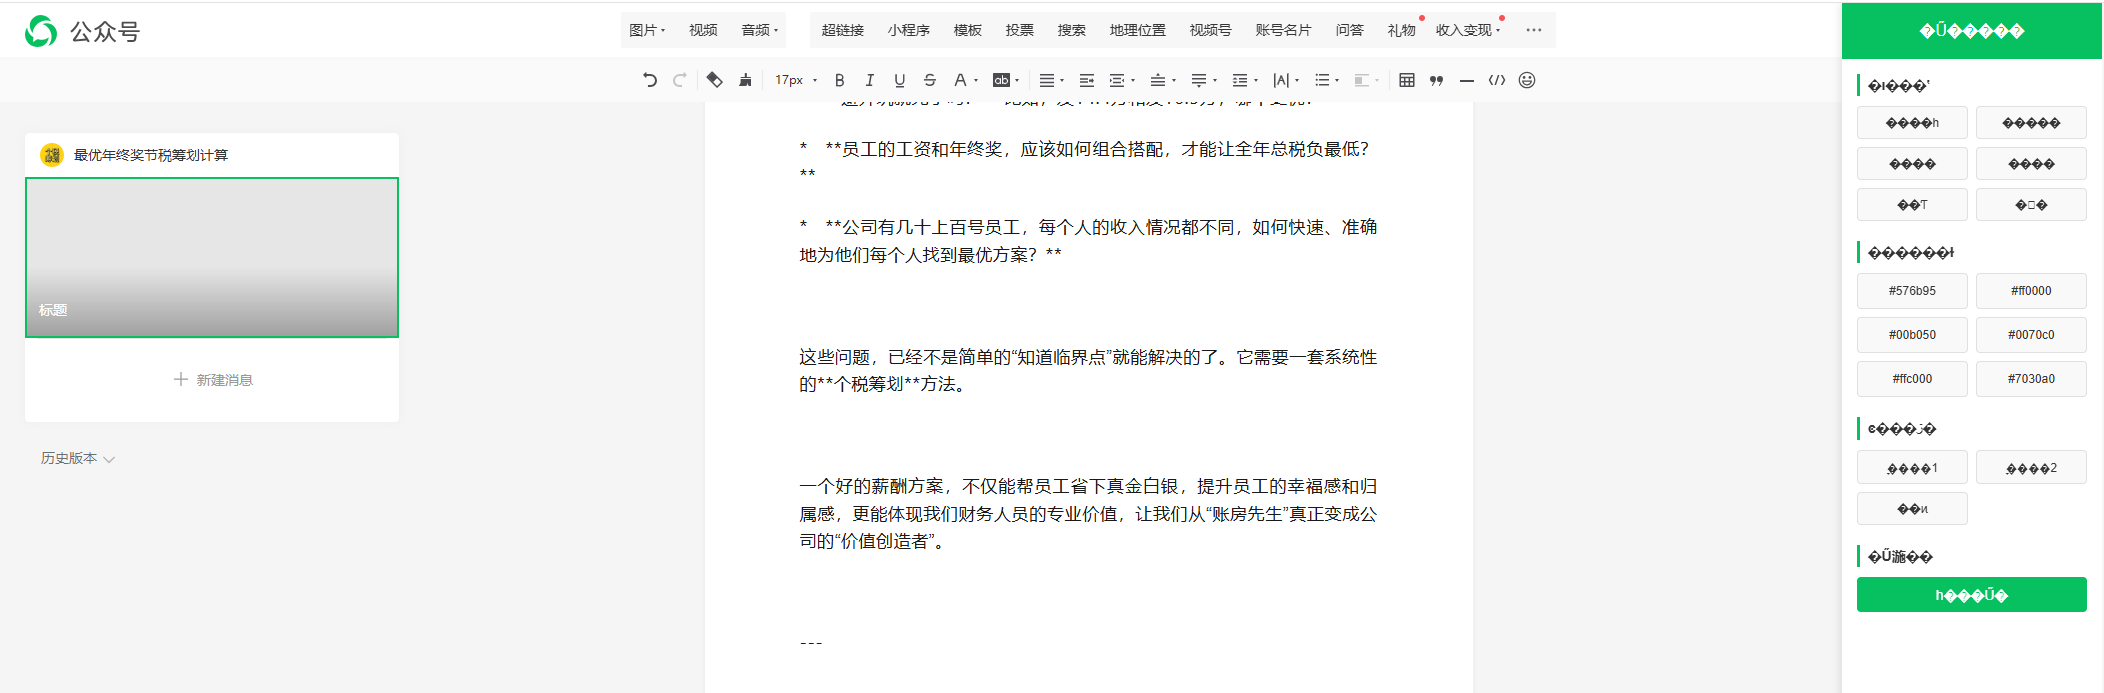 公众号
图片 视频 音频 超链接 小程序 模板 投票 搜索 地理位置 视频号 账号名片 问答 礼物 收入变现 ···
17px
最优年终奖节税筹划计算
标题
新建消息
历史版本
* **员工的工资和年终奖，应该如何组合搭配，才能让全年总税负最低？
**
* **公司有几十上百号员工，每个人的收入情况都不同，如何快速、准确
地为他们每个人找到最优方案？**
这些问题，已经不是简单的“知道临界点”就能解决的了。它需要一套系统性
的**个税筹划**方法。
一个好的薪酬方案，不仅能帮员工省下真金白银，提升员工的幸福感和归
属感，更能体现我们财务人员的专业价值，让我们从“账房先生”真正变成公
司的“价值创造者”。
---
�Ű�����
����h �����
���� ����
��Ƭ
#576b95 #ff0000
#00b050 #0070c0
#ffc000 #7030a0